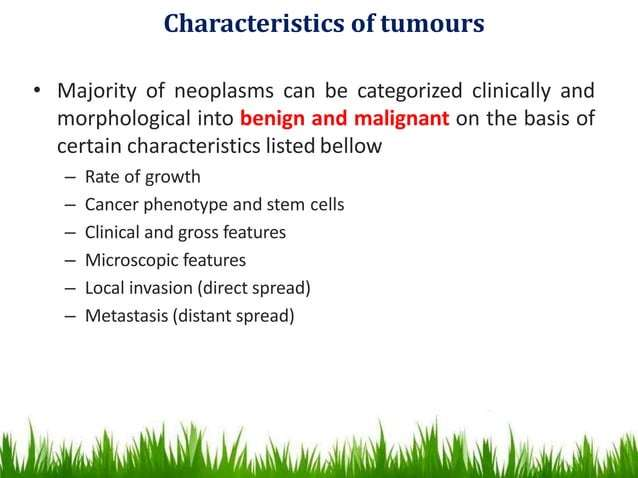 Characteristics of tumours
• Majority of neoplasms can be categorized clinically and
morphological into benign and malignant on the basis of
certain characteristics listed bellow
– Rate of growth
– Cancer phenotype and stem cells
– Clinical and gross features
– Microscopic features
– Local invasion (direct spread)
– Metastasis (distant spread)